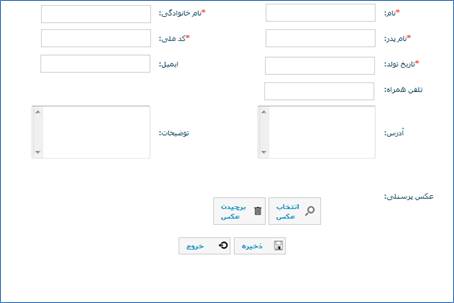 *نام:
*نام خانوادگی:
*نام پدر:
*کد ملی:
*تاریخ تولد:
ایمیل:
تلفن همراه:
آدرس:
توضیحات:
عکس پرسنلی:
انتخاب
عکس
برچیدن
عکس
ذخیره
خروج